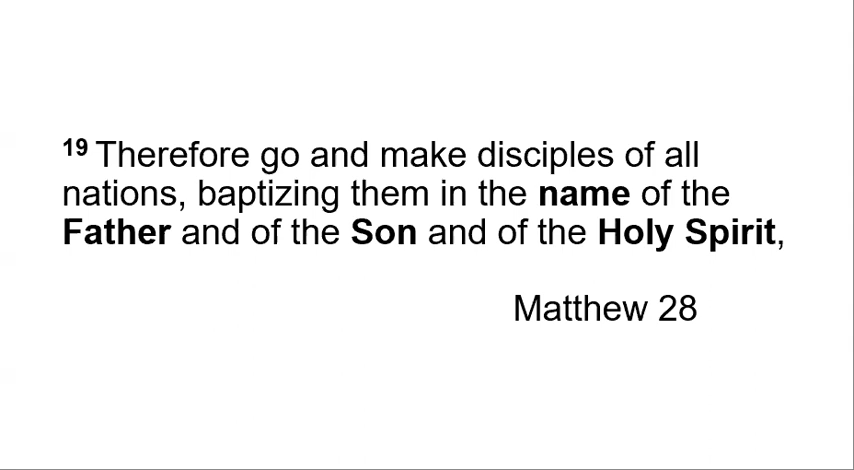 19 Therefore go and make disciples of all
nations, baptizing them in the name of the
Father and of the Son and of the Holy Spirit,
Matthew 28